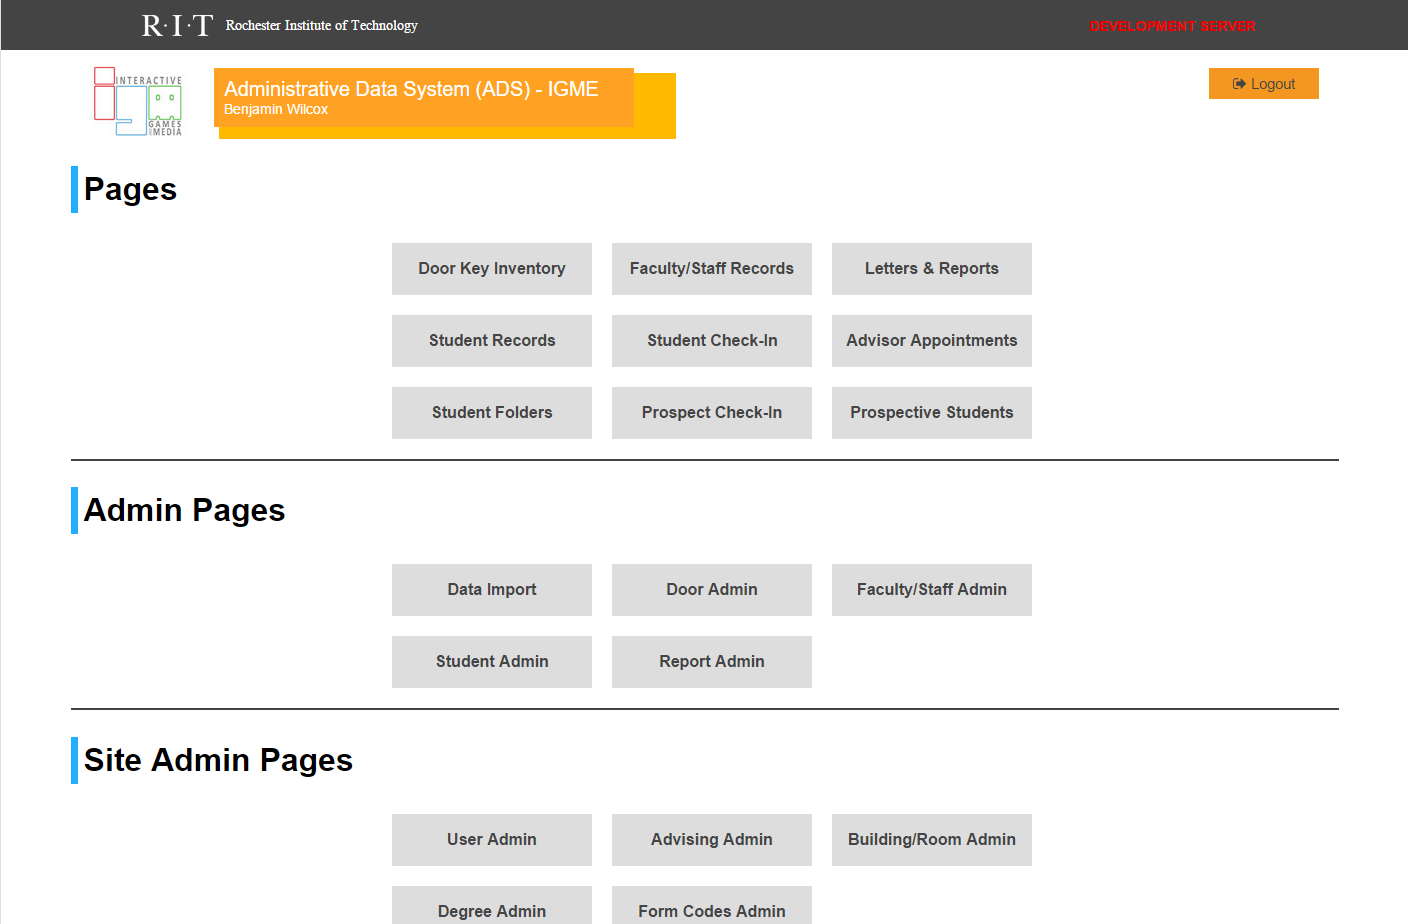 R·I·T Rochester Institute of Technology
DEVELOPMENT SERVER
INTERACTIVE
GAMES
AND MEDIA
Administrative Data System (ADS) - IGME
Benjamin Wilcox
Logout
Pages
Door Key Inventory
Faculty/Staff Records
Letters & Reports
Student Records
Student Check-In
Advisor Appointments
Student Folders
Prospect Check-In
Prospective Students
Admin Pages
Data Import
Door Admin
Faculty/Staff Admin
Student Admin
Report Admin
Site Admin Pages
User Admin
Advising Admin
Building/Room Admin
Degree Admin
Form Codes Admin